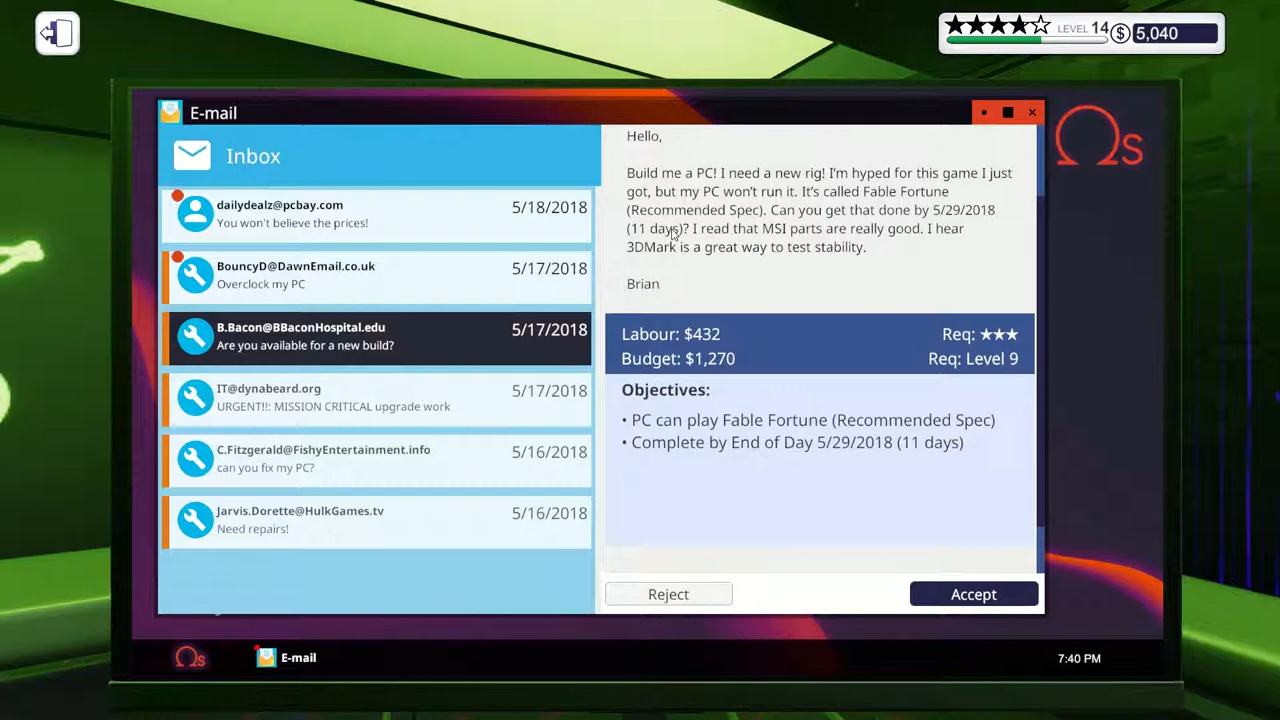 LEVEL 14
$ 5,040
E-mail
Inbox
dailydealz@pcbay.com
5/18/2018
You won't believe the prices!
BouncyD@DawnEmail.co.uk
5/17/2018
Overclock my PC
B.Bacon@BBaconHospital.edu
5/17/2018
Are you available for a new build?
IT@dynabeard.org
5/17/2018
URGENT!!: MISSION CRITICAL upgrade work
C.Fitzgerald@FishyEntertainment.info
5/16/2018
can you fix my PC?
Jarvis.Dorette@HulkGames.tv
5/16/2018
Need repairs!
Hello,
Build me a PC! I need a new rig! I'm hyped for this game I just
got, but my PC won't run it. It's called Fable Fortune
(Recommended Spec). Can you get that done by 5/29/2018
(11 days)? I read that MSI parts are really good. I hear
3DMark is a great way to test stability.
Brian
Labour: $432
Req: ★★★
Budget: $1,270
Req: Level 9
Objectives:
• PC can play Fable Fortune (Recommended Spec)
• Complete by End of Day 5/29/2018 (11 days)
Reject
Accept
Ωs
Ωs
E-mail
7:40 PM